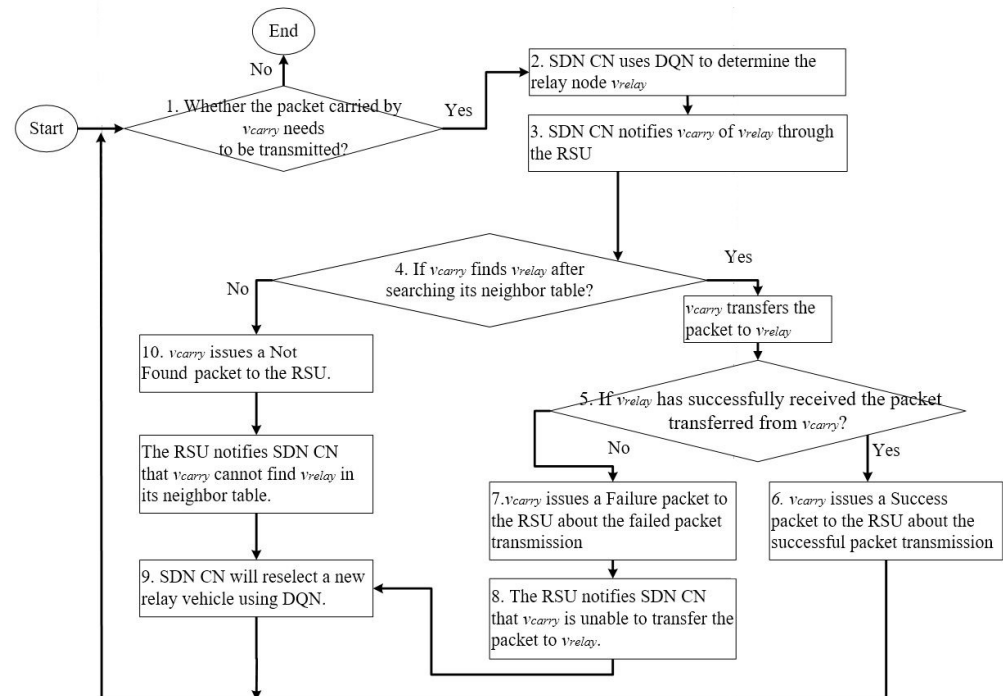 End
No
Start
1. Whether the packet carried by
vcarry needs
to be transmitted?
Yes
2. SDN CN uses DQN to determine the
relay node vrelay
3. SDN CN notifies vcarry of vrelay through
the RSU
4. If vcarry finds vrelay after
searching its neighbor table?
Yes
No
vcarry transfers the
packet to vrelay
10. vcarry issues a Not
Found packet to the RSU.
5. If vrelay has successfully received the packet
transferred from vcarry?
The RSU notifies SDN CN
that vcarry cannot find vrelay in
its neighbor table.
No
Yes
7.vcarry issues a Failure packet to
the RSU about the failed packet
transmission
6. vcarry issues a Success
packet to the RSU about the
successful packet transmission
9. SDN CN will reselect a new
relay vehicle using DQN.
8. The RSU notifies SDN CN
that vcarry is unable to transfer the
packet to vrelay.